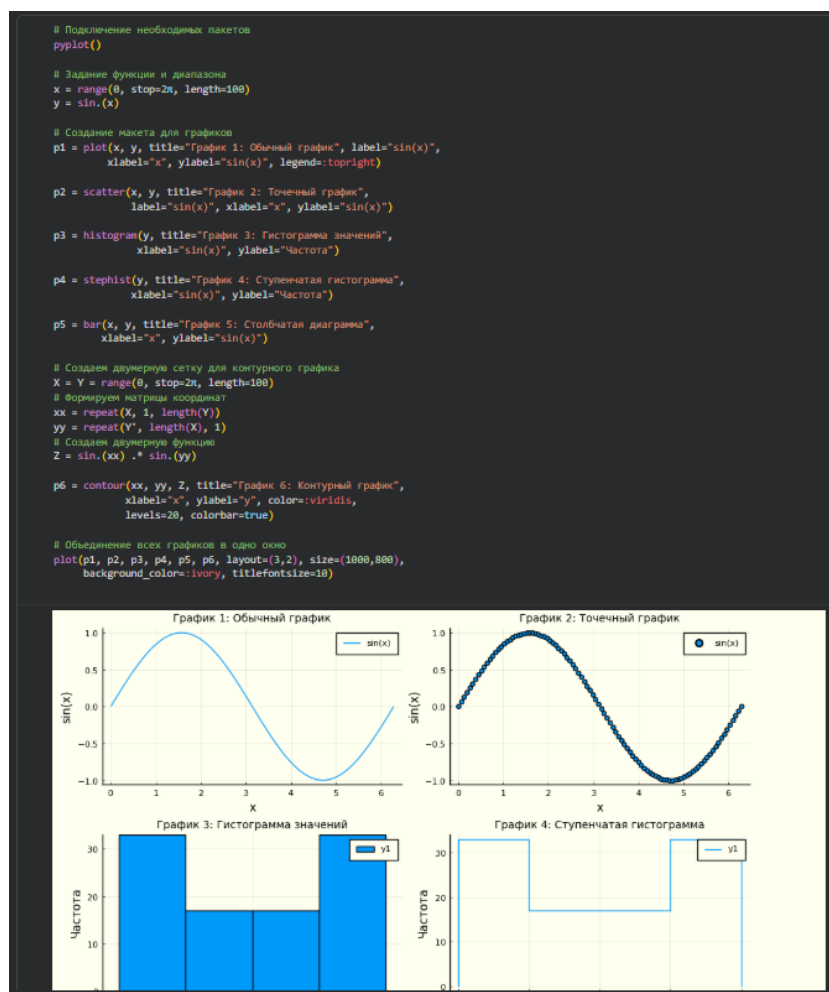 # Подключение необходимых пакетов
pyplot()
# Задание функции и диапазона
x = range(0, stop=2π, length=100)
y = sin.(x)
# Создание макета для графиков
p1 = plot(x, y, title="График 1: Обычный график", label="sin(x)",
xlabel="x", ylabel="sin(x)", legend=:topright)
p2 = scatter(x, y, title="График 2: Точечный график",
label="sin(x)", xlabel="x", ylabel="sin(x)")
p3 = histogram(y, title="График 3: Гистограмма значений",
xlabel="sin(x)", ylabel="Частота")
p4 = stephist(y, title="График 4: Ступенчатая гистограмма",
xlabel="sin(x)", ylabel="Частота")
p5 = bar(x, y, title="График 5: Столбчатая диаграмма",
xlabel="x", ylabel="sin(x)")
# Создаем двумерную сетку для контурного графика
X = Y = range(0, stop=2π, length=100)
# Формируем матрицы координат
xx = repeat(X, 1, length(Y))
yy = repeat(Y', length(X), 1)
# Создаем двумерную функцию
Z = sin.(xx) .* sin.(yy)
p6 = contour(xx, yy, Z, title="График 6: Контурный график",
xlabel="x", ylabel="y", color=:viridis,
levels=20, colorbar=true)
# Объединение всех графиков в одно окно
plot(p1, p2, p3, p4, p5, p6, layout=(3,2), size=(1000,800),
background_color=:ivory, titlefontsize=10)
График 1: Обычный график
1.0
0.5
0.0
−0.5
−1.0
sin(x)
sin(x)
0 1 2 3 4 5 6
x
График 2: Точечный график
1.0
0.5
0.0
−0.5
−1.0
sin(x)
sin(x)
0 1 2 3 4 5 6
x
График 3: Гистограмма значений
30
20
10
Частота
y1
График 4: Ступенчатая гистограмма
30
20
10
0
Частота
y1